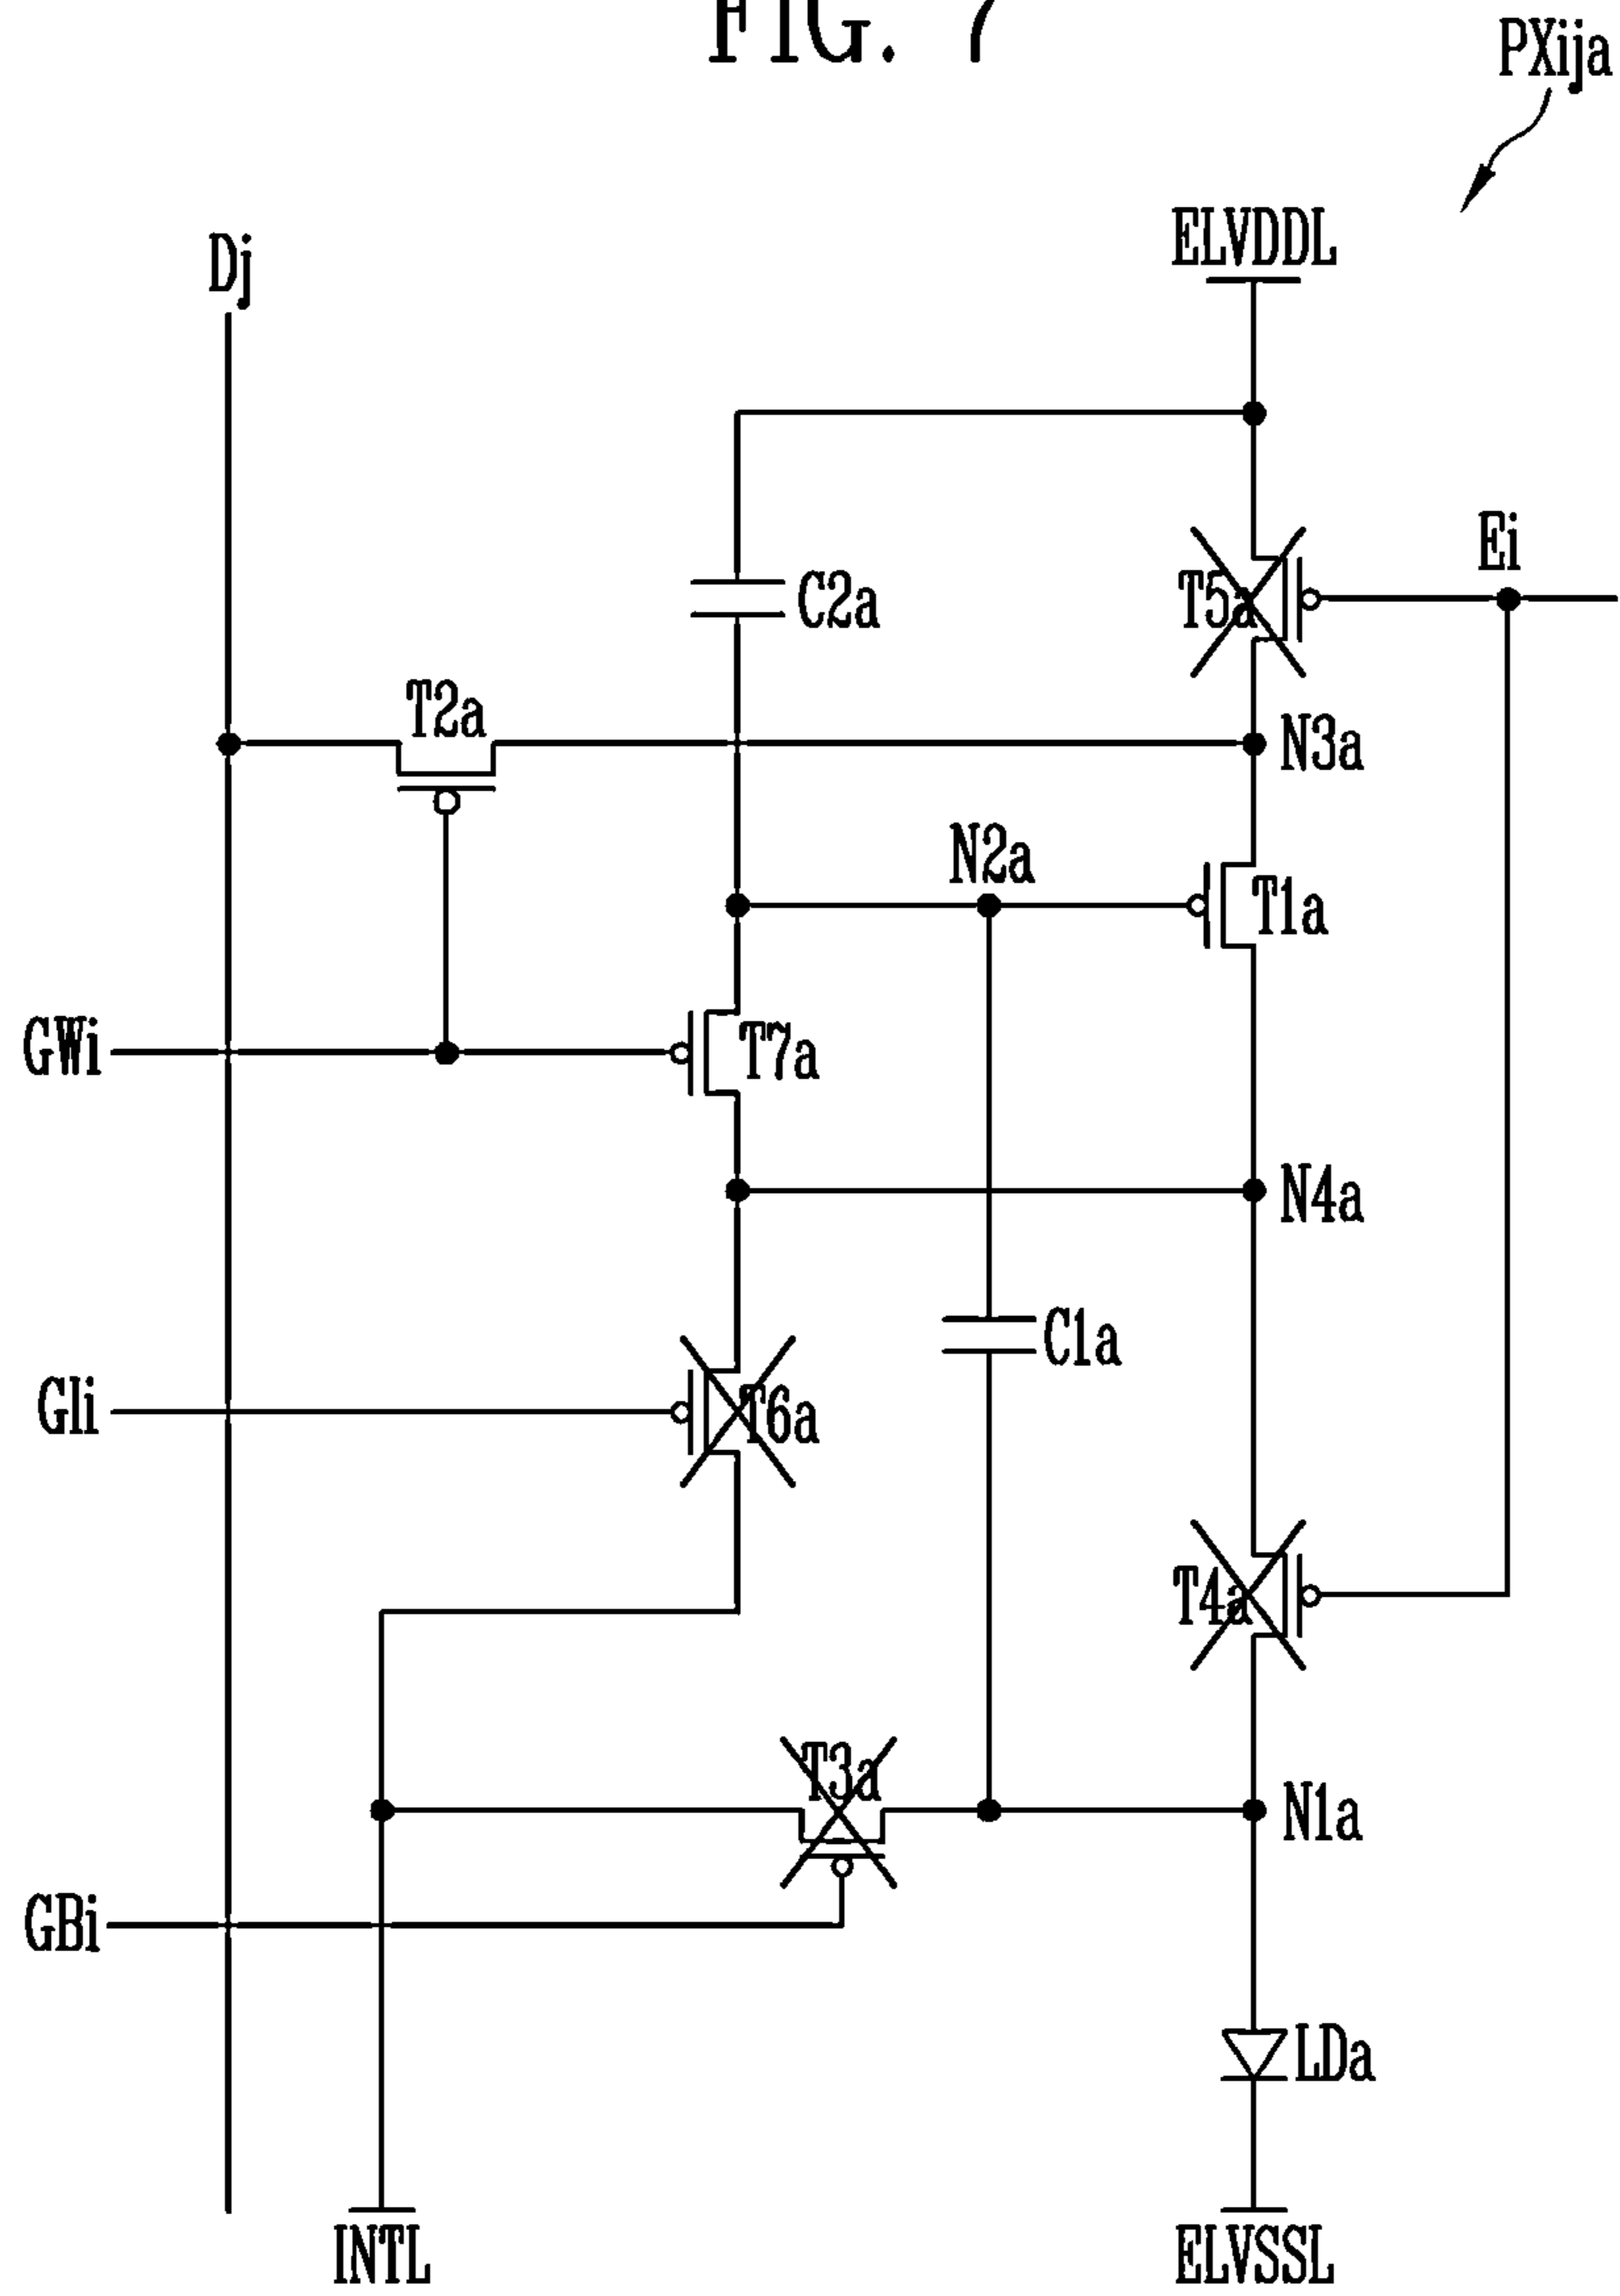 FIG. 7
PXija
ELVDDL
Dj
Ei
T5a
C2a
T2a
N3a
N2a
T1a
GWi
T7a
N4a
C1a
GIi
T6a
T4a
T3a
N1a
GBi
LDa
INTL
ELVSSL